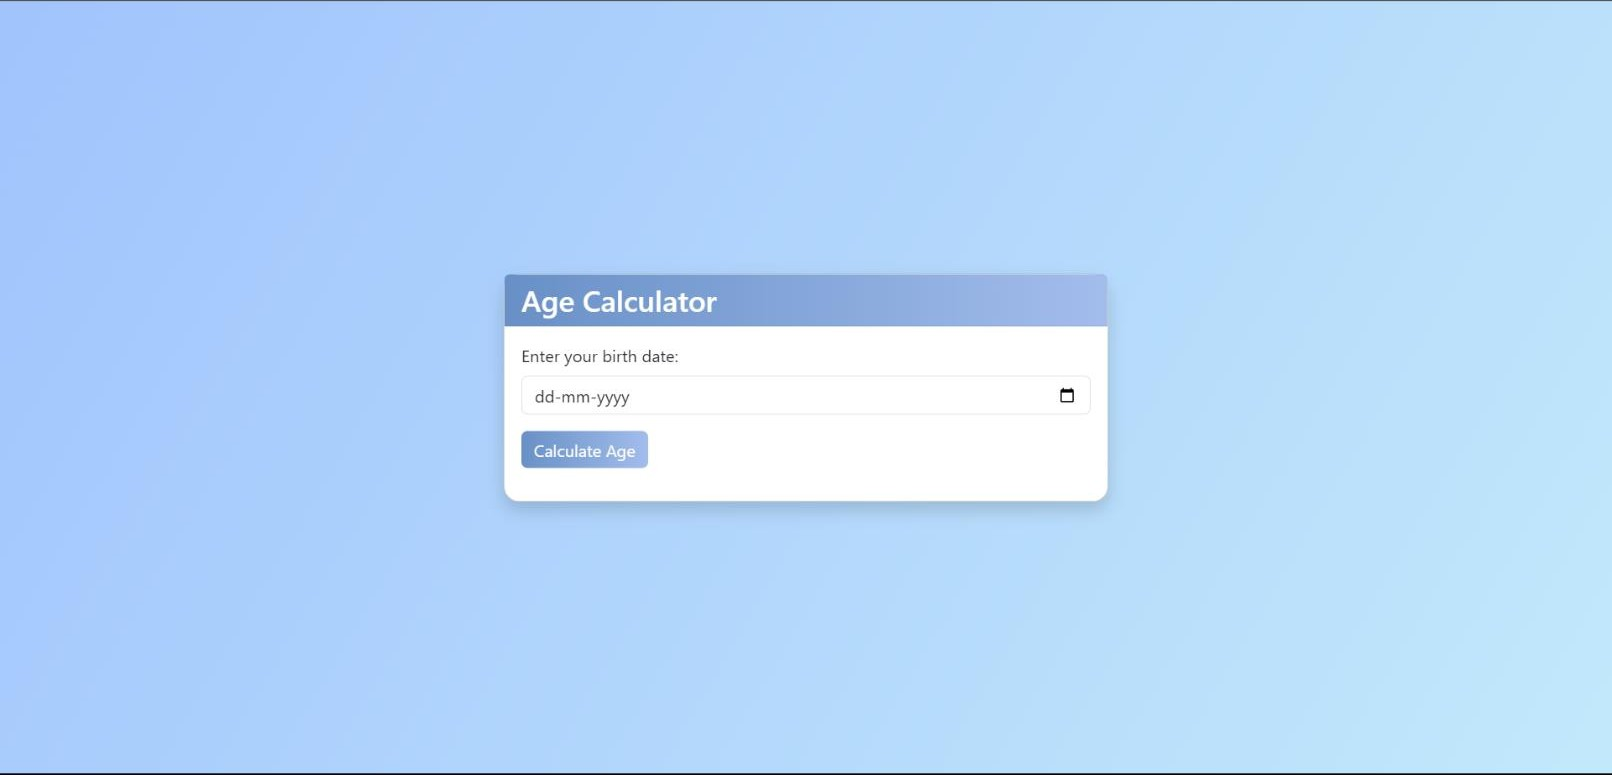 Age Calculator
Enter your birth date:
dd-mm-yyyy
Calculate Age